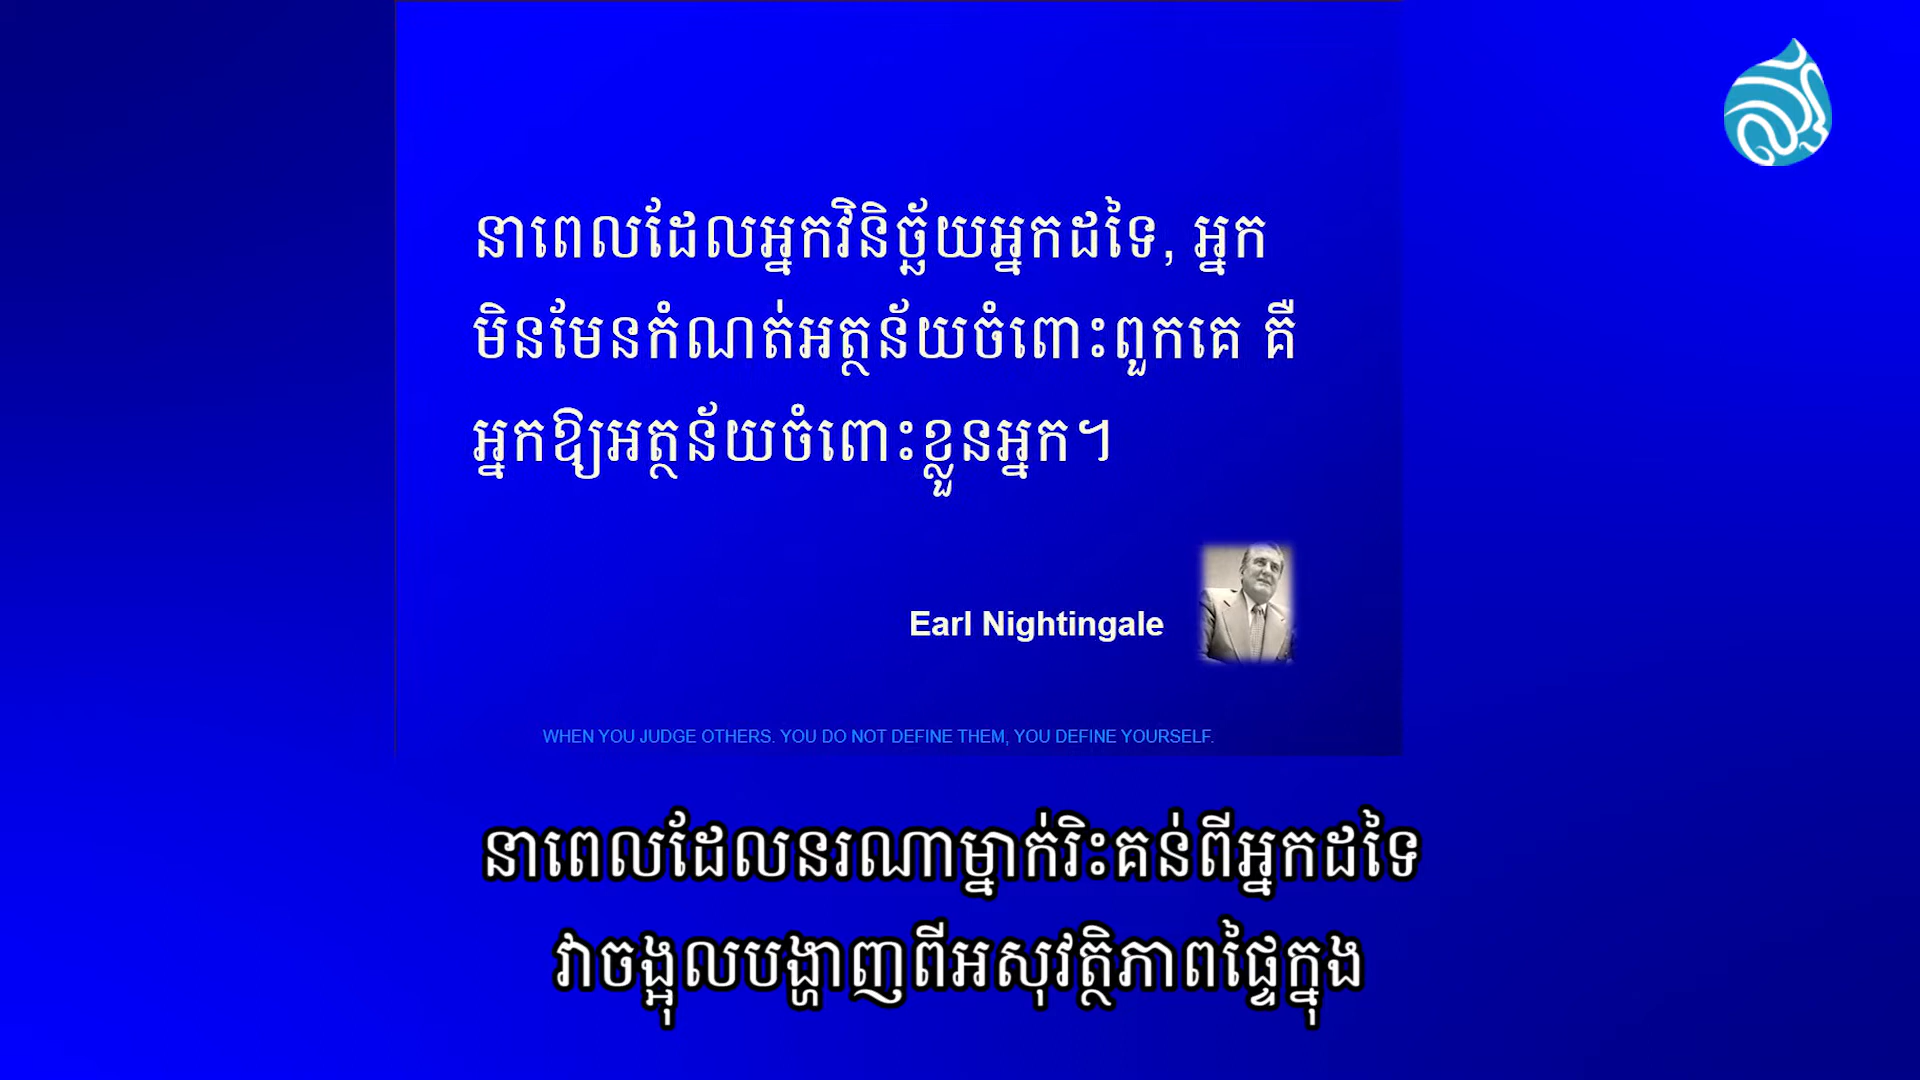 នាពេលដែលអ្នកវិនិច្ឆ័យអ្នកដទៃ, អ្នក
មិនមែនកំណត់អត្ថន័យចំពោះពួកគេ គឺ
អ្នកឱ្យអត្ថន័យចំពោះខ្លួនអ្នក។
Earl Nightingale
WHEN YOU JUDGE OTHERS. YOU DO NOT DEFINE THEM, YOU DEFINE YOURSELF.
នាពេលដែលនរណាម្នាក់រិះគន់ពីអ្នកដទៃ
វាចង្អុលបង្ហាញពីអសុវត្ថិភាពផ្ទៃក្នុង